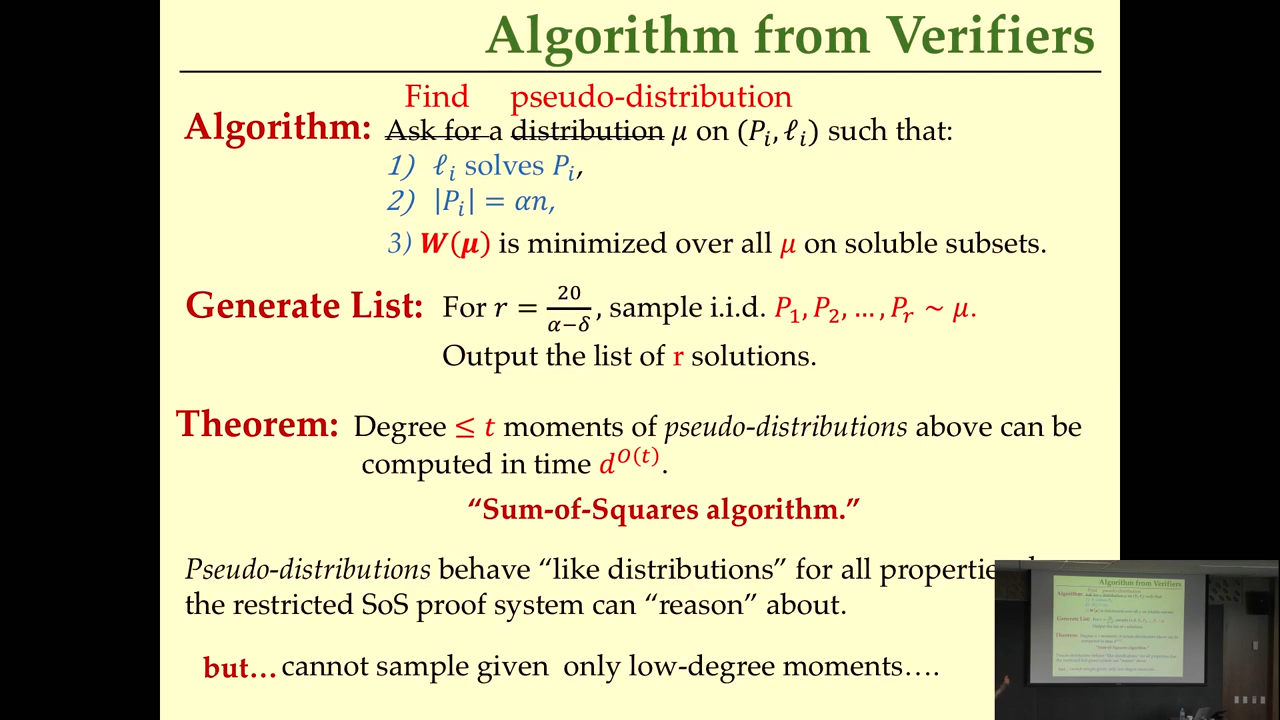 Algorithm from Verifiers
Find pseudo-distribution
Algorithm: Ask for a distribution μ on (P_i, ℓ_i) such that:
1) ℓ_i solves P_i,
2) |P_i| = αn,
3) W(μ) is minimized over all μ on soluble subsets.
Generate List: For r = 20/(α−δ), sample i.i.d. P_1, P_2, …, P_r ~ μ.
Output the list of r solutions.
Theorem: Degree ≤ t moments of pseudo-distributions above can be
computed in time d^{O(t)}.
“Sum-of-Squares algorithm.”
Pseudo-distributions behave “like distributions” for all
the restricted SoS proof system can “reason” about.
but… cannot sample given only low-degree moments….
Algorithm from Verifiers